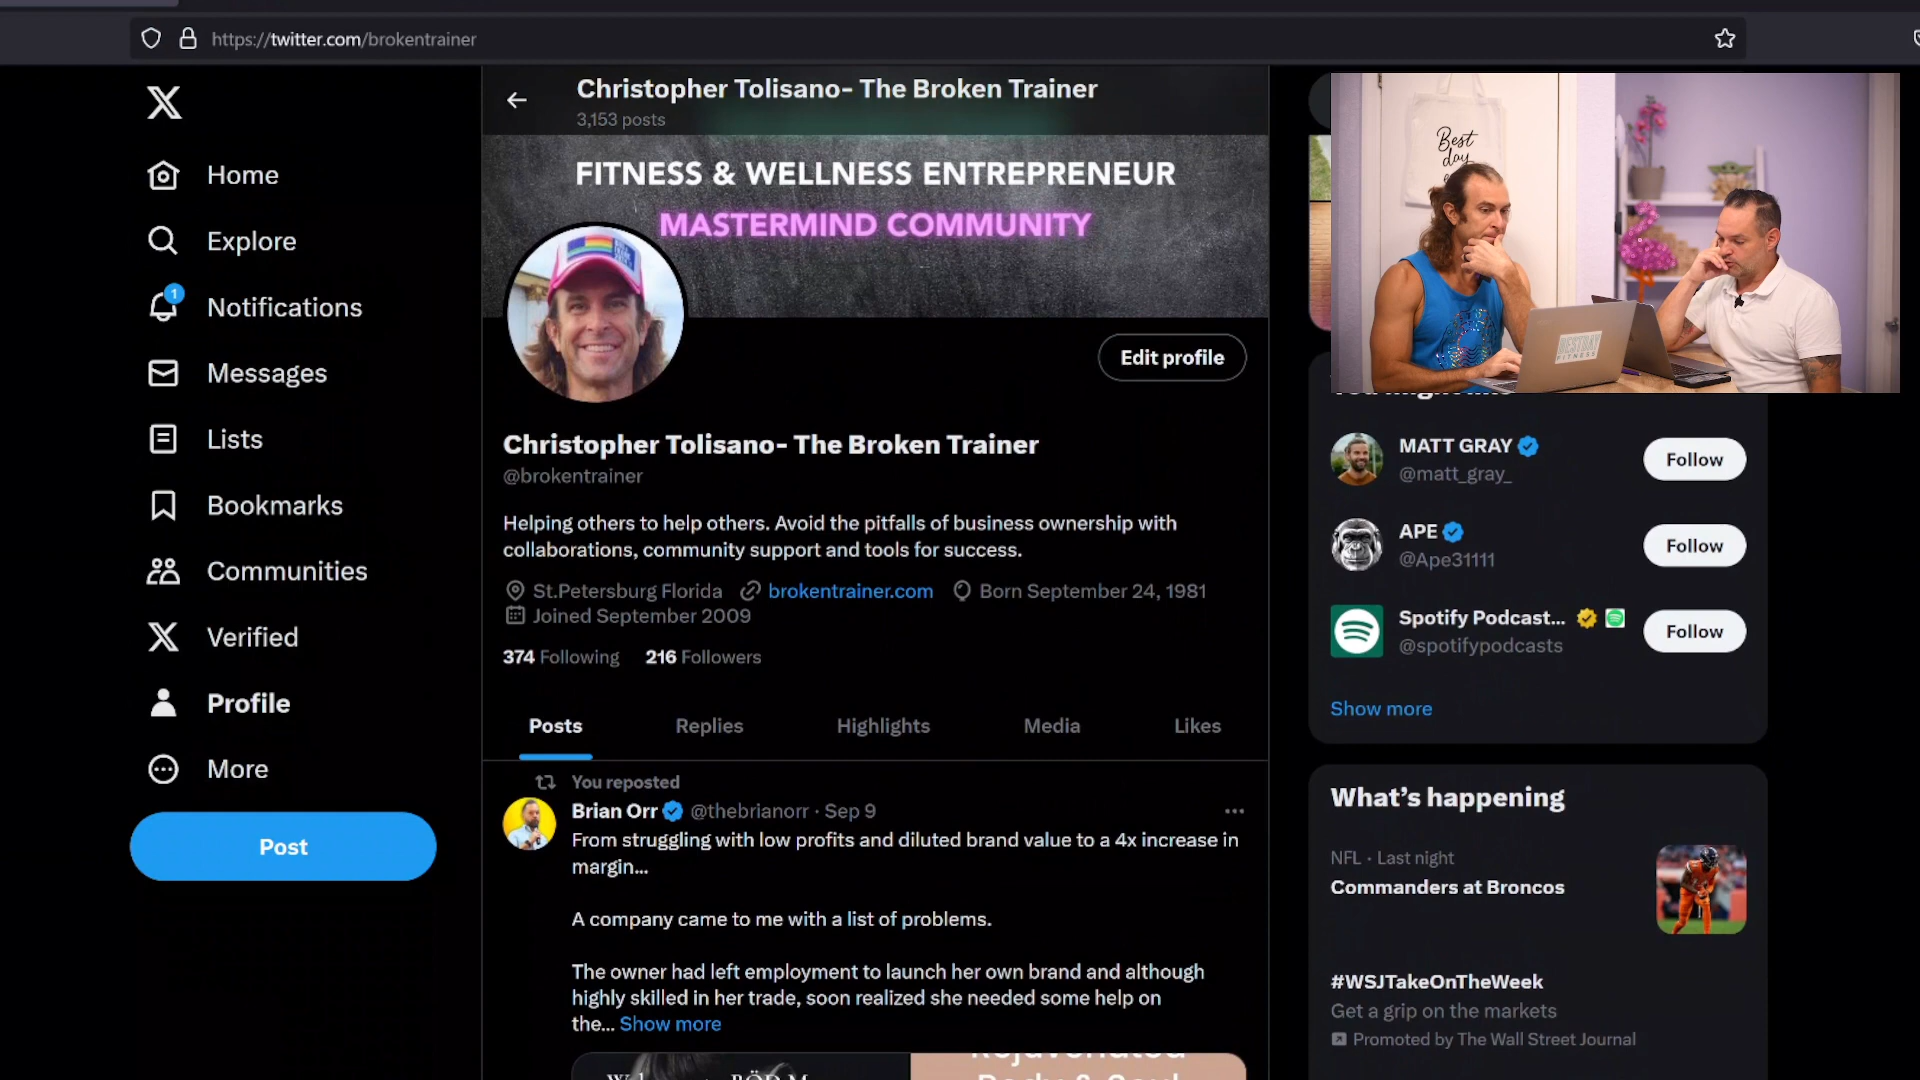 https://twitter.com/brokentrainer
Christopher Tolisano- The Broken Trainer
3,153 posts
FITNESS & WELLNESS ENTREPRENEUR
MASTERMIND COMMUNITY
Best
day
Home
Explore
1
Notifications
Messages
Lists
Bookmarks
Communities
Verified
Profile
More
Post
Edit profile
Christopher Tolisano- The Broken Trainer
@brokentrainer
Helping others to help others. Avoid the pitfalls of business ownership with
collaborations, community support and tools for success.
St.Petersburg Florida brokentrainer.com Born September 24, 1981
Joined September 2009
374 Following 216 Followers
Posts Replies Highlights Media Likes
You reposted
Brian Orr @thebrianorr · Sep 9
From struggling with low profits and diluted brand value to a 4x increase in
margin...
A company came to me with a list of problems.
The owner had left employment to launch her own brand and although
highly skilled in her trade, soon realized she needed some help on
the... Show more
BESTDAY
FITNESS
MATT GRAY
@matt_gray_
Follow
APE
@Ape31111
Follow
Spotify Podcast...
@spotifypodcasts
Follow
Show more
What's happening
NFL · Last night
Commanders at Broncos
#WSJTakeOnTheWeek
Get a grip on the markets
Promoted by The Wall Street Journal